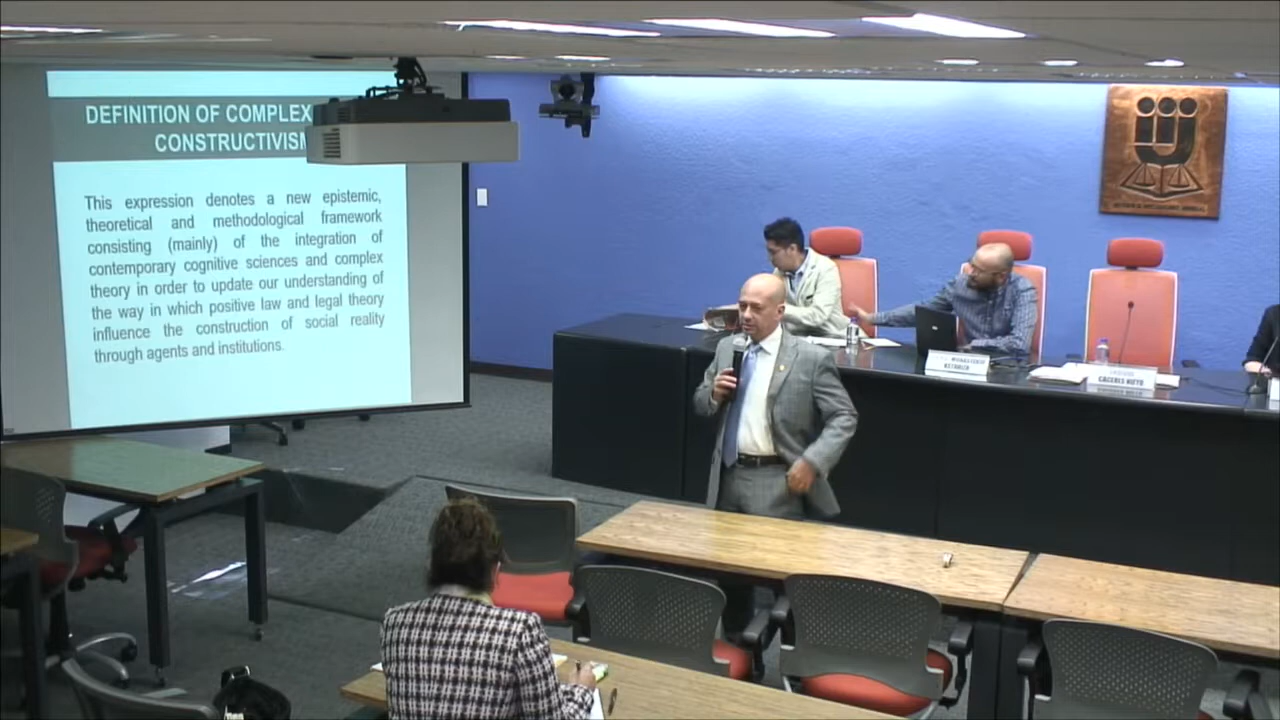 DEFINITION OF COMPLEX
CONSTRUCTIVISM
This expression denotes a new epistemic,
theoretical and methodological framework
consisting (mainly) of the integration of
contemporary cognitive sciences and complex
theory in order to update our understanding of
the way in which positive law and legal theory
influence the construction of social reality
through agents and institutions.
CÁCERES NIETO